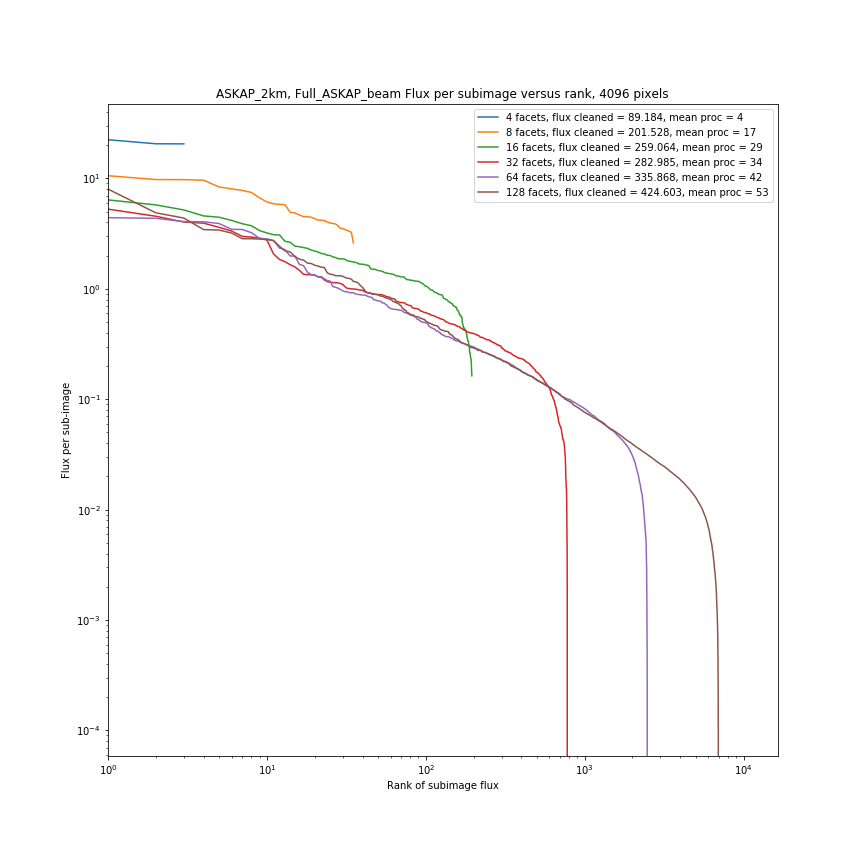 ASKAP_2km, Full_ASKAP_beam Flux per subimage versus rank, 4096 pixels
4 facets, flux cleaned = 89.184, mean proc = 4
8 facets, flux cleaned = 201.528, mean proc = 17
16 facets, flux cleaned = 259.064, mean proc = 29
32 facets, flux cleaned = 282.985, mean proc = 34
64 facets, flux cleaned = 335.868, mean proc = 42
128 facets, flux cleaned = 424.603, mean proc = 53
Flux per sub-image
10¹
10⁰
10⁻¹
10⁻²
10⁻³
10⁻⁴
10⁰ 10¹ 10² 10³ 10⁴
Rank of subimage flux